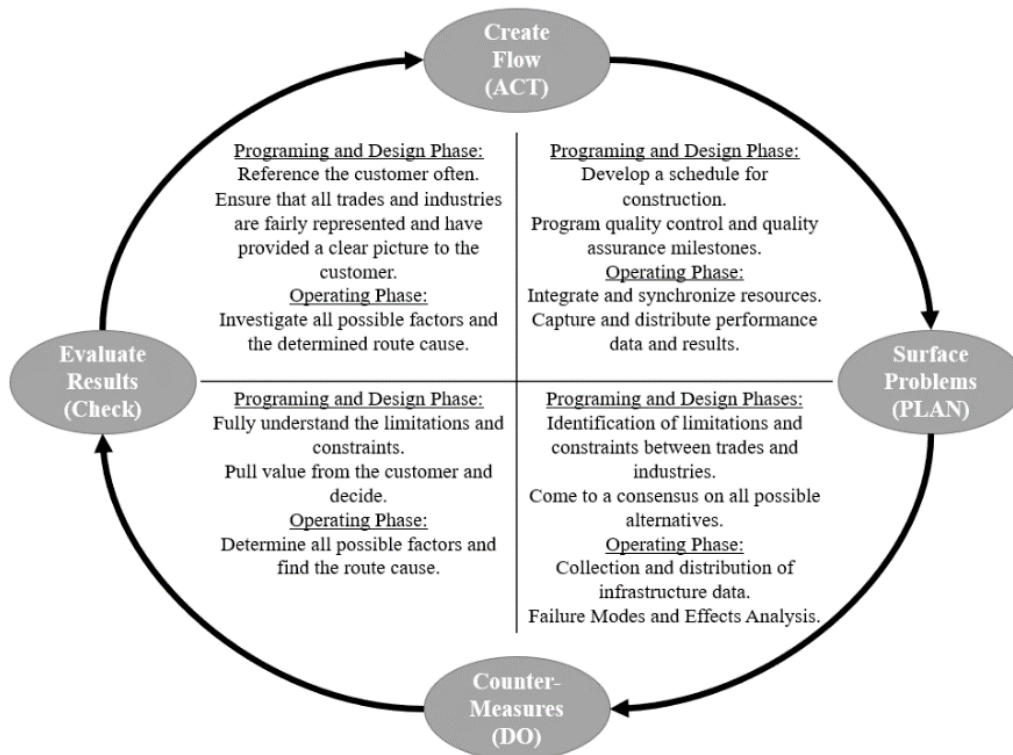 Create
Flow
(ACT)
Programing and Design Phase:
Reference the customer often.
Ensure that all trades and industries
are fairly represented and have
provided a clear picture to the
customer.
Operating Phase:
Investigate all possible factors and
the determined route cause.
Programing and Design Phase:
Develop a schedule for
construction.
Program quality control and quality
assurance milestones.
Operating Phase:
Integrate and synchronize resources.
Capture and distribute performance
data and results.
Evaluate
Results
(Check)
Surface
Problems
(PLAN)
Programing and Design Phase:
Fully understand the limitations and
constraints.
Pull value from the customer and
decide.
Operating Phase:
Determine all possible factors and
find the route cause.
Programing and Design Phases:
Identification of limitations and
constraints between trades and
industries.
Come to a consensus on all possible
alternatives.
Operating Phase:
Collection and distribution of
infrastructure data.
Failure Modes and Effects Analysis.
Counter-
Measures
(DO)